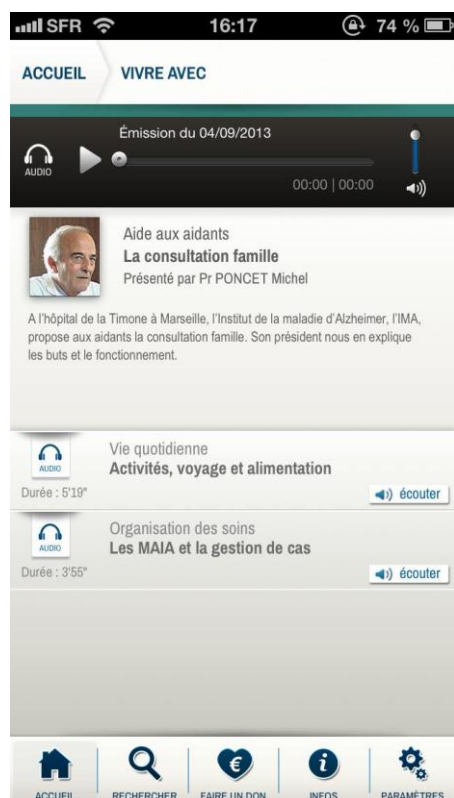 SFR 16:17 74 %
ACCUEIL VIVRE AVEC
Émission du 04/09/2013
AUDIO
00:00 | 00:00
Aide aux aidants
La consultation famille
Présenté par Pr PONCET Michel
A l'hôpital de la Timone à Marseille, l'Institut de la maladie d'Alzheimer, l'IMA,
propose aux aidants la consultation famille. Son président nous en explique
les buts et le fonctionnement.
Vie quotidienne
AUDIO
Activités, voyage et alimentation
Durée : 5'19"
écouter
Organisation des soins
AUDIO
Les MAIA et la gestion de cas
Durée : 3'55"
écouter
ACCUEIL RECHERCHER FAIRE UN DON INFOS PARAMÈTRES